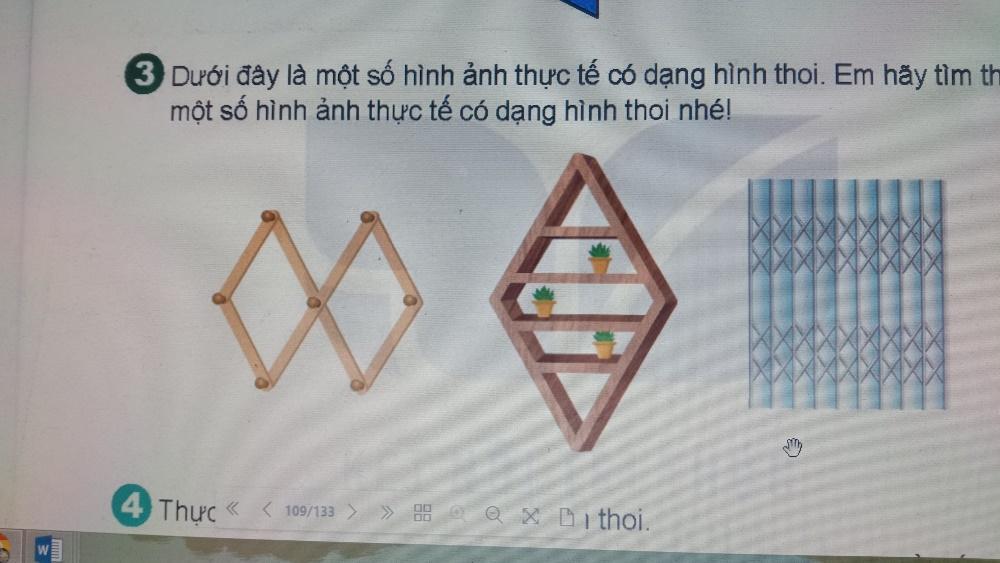 3 Dưới đây là một số hình ảnh thực tế có dạng hình thoi. Em hãy tìm th
một số hình ảnh thực tế có dạng hình thoi nhé!
4 Thực
109/133
thoi.
W